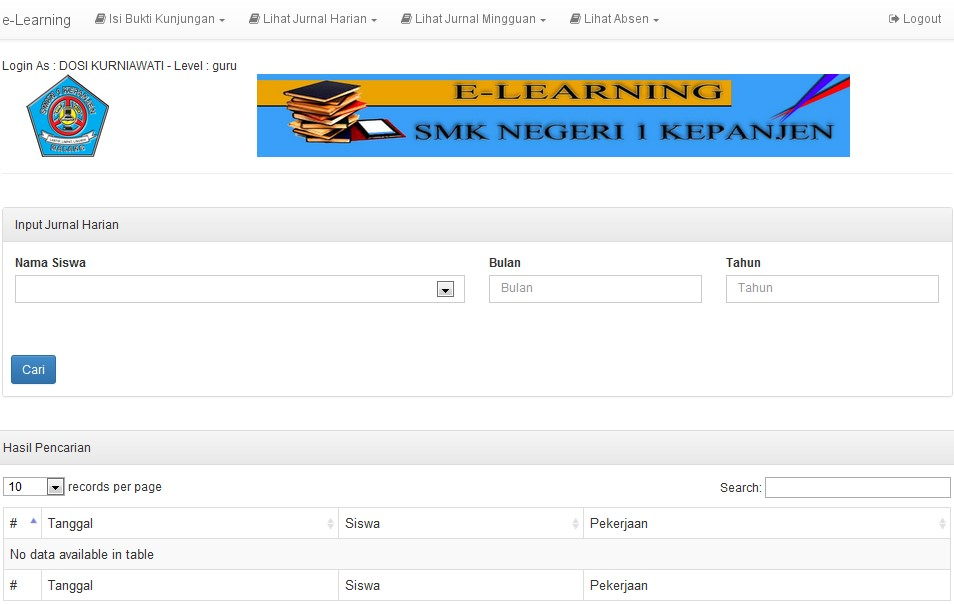 e-Learning Isi Bukti Kunjungan Lihat Jurnal Harian Lihat Jurnal Mingguan Lihat Absen Logout
Login As : DOSI KURNIAWATI - Level : guru
E-LEARNING
SMK NEGERI 1 KEPANJEN
Input Jurnal Harian
Nama Siswa Bulan Tahun
Bulan Tahun
Cari
Hasil Pencarian
10 records per page Search:
# Tanggal Siswa Pekerjaan
No data available in table
# Tanggal Siswa Pekerjaan